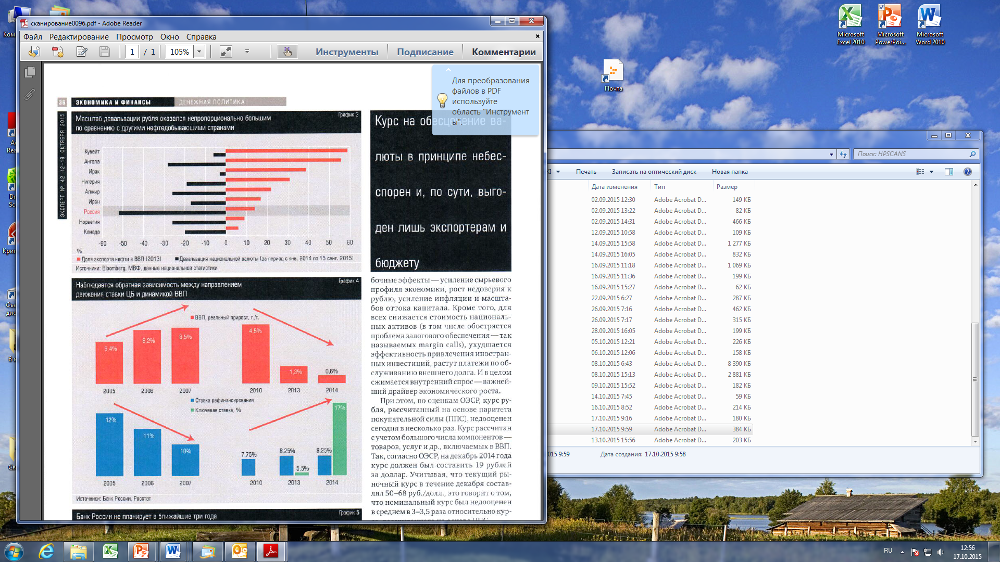 сканирование0096.pdf - Adobe Reader
Файл Редактирование Просмотр Окно Справка
1 / 1 105% Инструменты Подписание Комментарии
Для преобразования
файлов в PDF
используйте
область "Инструмент
ы".
36 ЭКОНОМИКА И ФИНАНСЫ ДЕНЕЖНАЯ ПОЛИТИКА
ЭКСПЕРТ № 42 12–18 ОКТЯБРЯ 2015
График 3
Масштаб девальвации рубля оказался непропорционально большим
по сравнению с другими нефтедобывающими странами
Кувейт
Ангола
Ирак
Нигерия
Алжир
Иран
Россия
Норвегия
Канада
-60 -50 -40 -30 -20 -10 0 10 20 30 40 50 60
%
Доля экспорта нефти в ВВП (2013) Девальвация национальной валюты (за период с янв. 2014 по 15 сент. 2015)
Источники: Bloomberg, МВФ, данные национальной статистики
График 4
Наблюдается обратная зависимость между направлением
движения ставки ЦБ и динамикой ВВП
ВВП, реальный прирост, г./г.
6,4% 8,2% 8,5% 4,5% 1,3% 0,6%
2005 2006 2007 2010 2013 2014
Ставка рефинансирования
Ключевая ставка, %
12% 11% 10% 7,75% 8,25% 5,5% 8,25% 17%
2005 2006 2007 2010 2013 2014
Источники: Банк России, Росстат
График 5
Банк России не планирует в ближайшие три года
Курс на обесценение ва-
люты в принципе небес-
спорен и, по сути, выго-
ден лишь экспортерам и
бюджету
бочные эффекты — усиление сырьевого
профиля экономики, рост недоверия к
рублю, усиление инфляции и масшта-
бов оттока капитала. Кроме того, для
всех снижается стоимость националь-
ных активов (в том числе обостряется
проблема залогового обеспечения — так
называемых margin calls), ухудшается
эффективность привлечения иностран-
ных инвестиций, растут платежи по об-
служиванию внешнего долга. И в целом
сжимается внутренний спрос — важней-
ший драйвер экономического роста.
При этом, по оценкам ОЭСР, курс ру-
бля, рассчитанный на основе паритета
покупательной силы (ППС), недооценен
сегодня в несколько раз. Курс рассчитан
с учетом большого числа компонентов —
товаров, услуг и др., включаемых в ВВП.
Так, согласно ОЭСР, на декабрь 2014 года
курс должен был составить 19 рублей
за доллар. Учитывая, что текущий ры-
ночный курс в течение декабря состав-
лял 50–68 руб./долл., это говорит о том,
что номинальный курс был недооценен
в среднем в 3–3,5 раза относительно кур-
Microsoft
Excel 2010
Microsoft
PowerPoi...
Microsoft
Word 2010
Почта
Поиск: HPSCANS
Печать Записать на оптический диск Новая папка
Дата изменения Тип Размер
02.09.2015 12:30 Adobe Acrobat D... 149 КБ
02.09.2015 13:22 Adobe Acrobat D... 82 КБ
02.09.2015 14:31 Adobe Acrobat D... 466 КБ
12.09.2015 10:58 Adobe Acrobat D... 109 КБ
14.09.2015 15:58 Adobe Acrobat D... 1 277 КБ
14.09.2015 16:05 Adobe Acrobat D... 832 КБ
16.09.2015 11:18 Adobe Acrobat D... 1 069 КБ
16.09.2015 11:36 Adobe Acrobat D... 199 КБ
16.09.2015 15:27 Adobe Acrobat D... 62 КБ
22.09.2015 6:27 Adobe Acrobat D... 287 КБ
26.09.2015 7:16 Adobe Acrobat D... 462 КБ
26.09.2015 7:17 Adobe Acrobat D... 315 КБ
28.09.2015 16:05 Adobe Acrobat D... 199 КБ
05.10.2015 12:21 Adobe Acrobat D... 226 КБ
06.10.2015 12:06 Adobe Acrobat D... 158 КБ
08.10.2015 6:43 Adobe Acrobat D... 8 390 КБ
08.10.2015 15:13 Adobe Acrobat D... 2 881 КБ
09.10.2015 15:52 Adobe Acrobat D... 182 КБ
14.10.2015 7:45 Adobe Acrobat D... 59 КБ
16.10.2015 8:52 Adobe Acrobat D... 214 КБ
17.10.2015 9:16 Adobe Acrobat D... 180 КБ
17.10.2015 9:59 Adobe Acrobat D... 384 КБ
13.10.2015 15:56 Adobe Acrobat D... 203 КБ
015 9:59 Дата создания: 17.10.2015 9:58
RU 12:56
17.10.2015